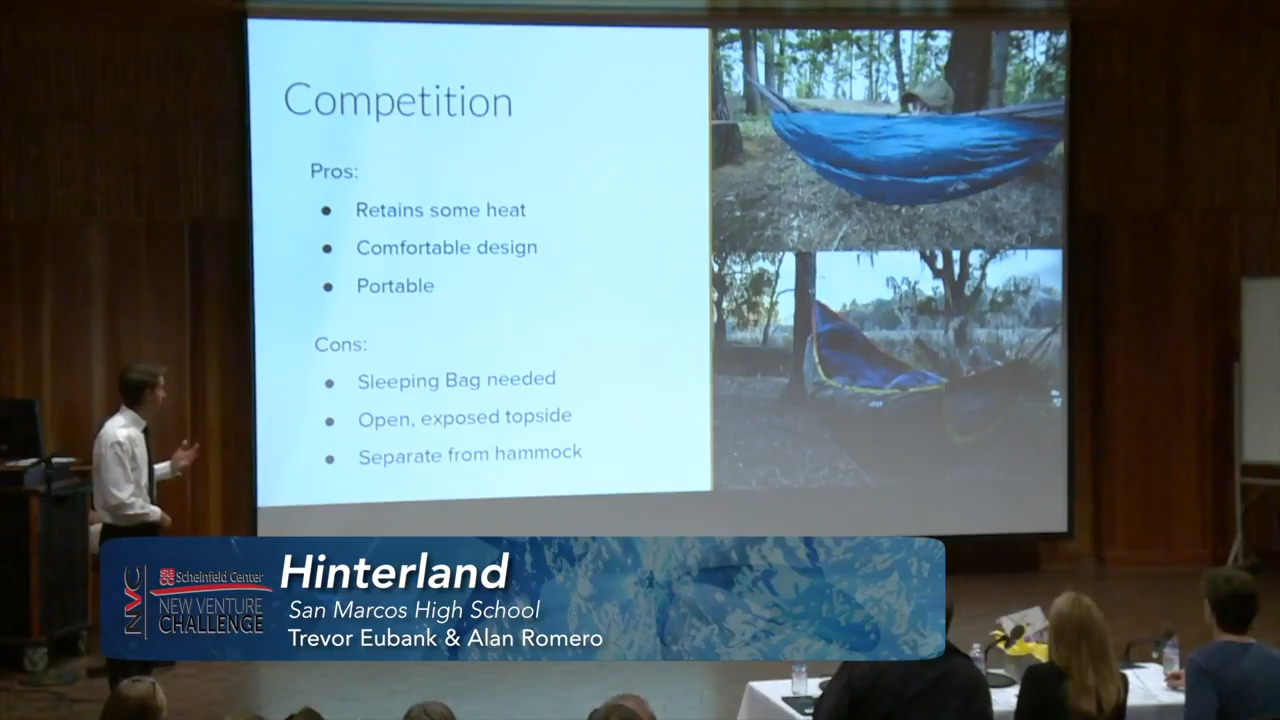 Competition
Pros:
Retains some heat
Comfortable design
Portable
Cons:
Sleeping Bag needed
Open, exposed topside
Separate from hammock
NVC
SBCC Scheinfeld Center
NEW VENTURE
CHALLENGE
Hinterland
San Marcos High School
Trevor Eubank & Alan Romero